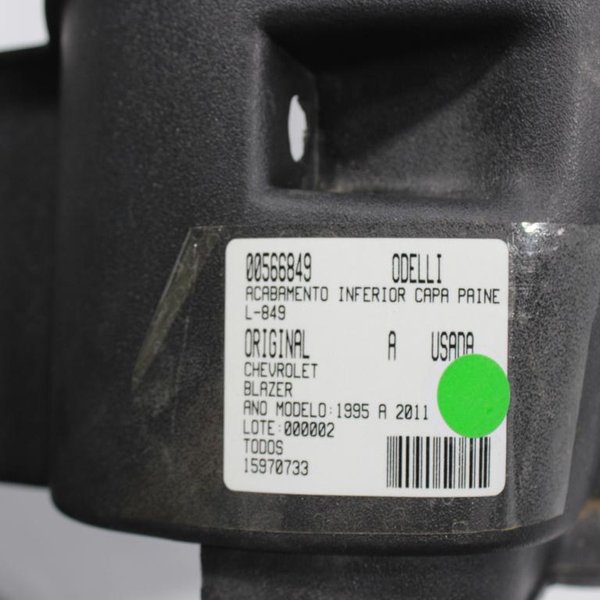 00566849 ODELLI
ACABAMENTO INFERIOR CAPA PAINE
L-849
ORIGINAL A USADA
CHEVROLET
BLAZER
ANO MODELO:1995 A 2011
LOTE:000002
TODOS
15970733